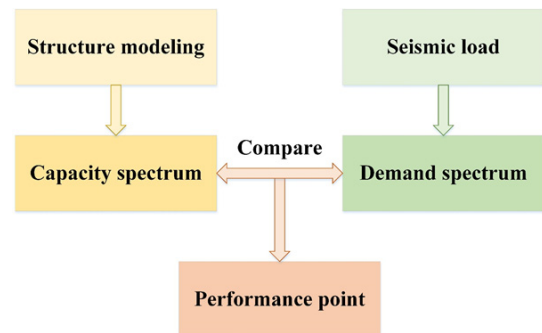 Structure modeling
Seismic load
Compare
Capacity spectrum
Demand spectrum
Performance point